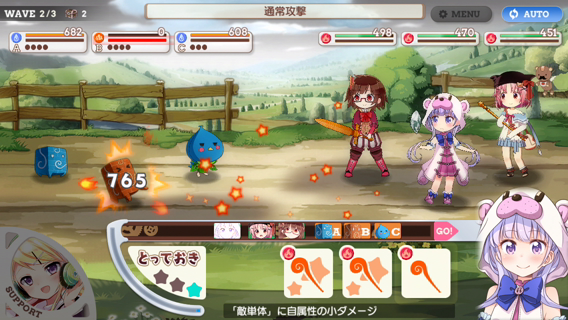 WAVE 2/3 2
通常攻撃
MENU
AUTO
682
0
608
498
470
451
A
B
C
765
A B C GO!
とっておき
SUPPORT
「敵単体」に自属性の小ダメージ